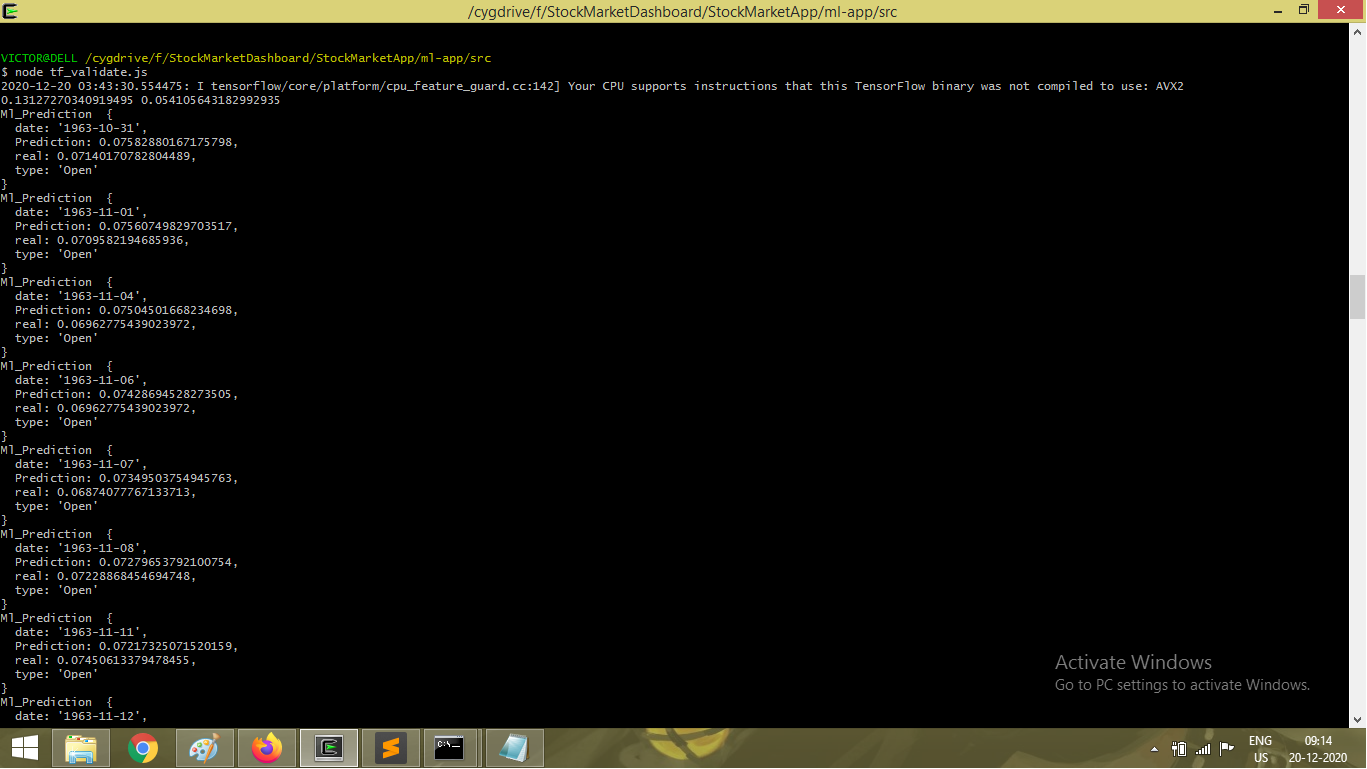 /cygdrive/f/StockMarketDashboard/StockMarketApp/ml-app/src
VICTOR@DELL /cygdrive/f/StockMarketDashboard/StockMarketApp/ml-app/src
$ node tf_validate.js
2020-12-20 03:43:30.554475: I tensorflow/core/platform/cpu_feature_guard.cc:142] Your CPU supports instructions that this TensorFlow binary was not compiled to use: AVX2
0.13127270340919495 0.054105643182992935
Ml_Prediction  {
  date: '1963-10-31',
  Prediction: 0.07582880167175798,
  real: 0.07140170782804489,
  type: 'Open'
}
Ml_Prediction  {
  date: '1963-11-01',
  Prediction: 0.07560749829703517,
  real: 0.0709582194685936,
  type: 'Open'
}
Ml_Prediction  {
  date: '1963-11-04',
  Prediction: 0.07504501668234698,
  real: 0.06962775439023972,
  type: 'Open'
}
Ml_Prediction  {
  date: '1963-11-06',
  Prediction: 0.07428694528273505,
  real: 0.06962775439023972,
  type: 'Open'
}
Ml_Prediction  {
  date: '1963-11-07',
  Prediction: 0.07349503754945763,
  real: 0.06874077767133713,
  type: 'Open'
}
Ml_Prediction  {
  date: '1963-11-08',
  Prediction: 0.07279653792100754,
  real: 0.07228868454694748,
  type: 'Open'
}
Ml_Prediction  {
  date: '1963-11-11',
  Prediction: 0.07217325071520159,
  real: 0.07450613379478455,
  type: 'Open'
}
Ml_Prediction  {
  date: '1963-11-12',
Activate Windows
Go to PC settings to activate Windows.
C:\_
ENG
US
09:14
20-12-2020